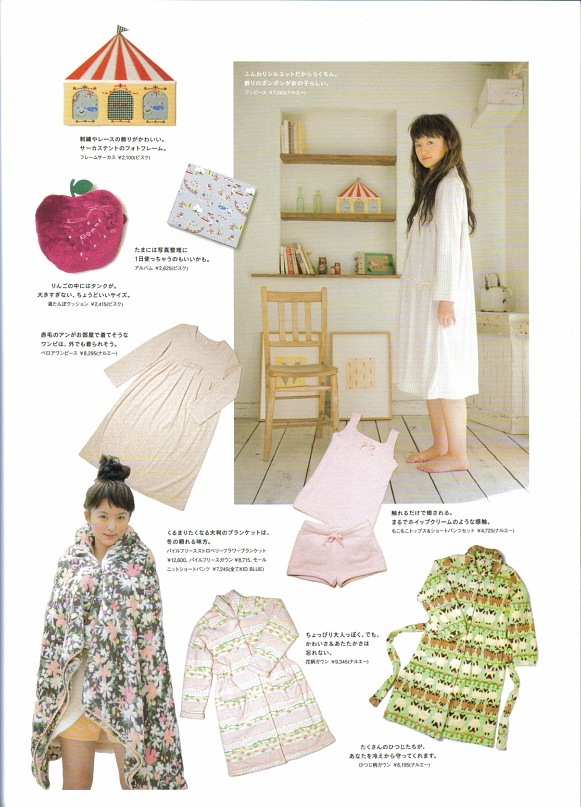 刺繍やレースの飾りがかわいい。
サーカステントのフォトフレーム。
フレームサーカス ¥2,100(ビスク)
ふんわりシルエットだかららくちん。
飾りのポンポンが女の子らしい。
ワンピース ¥7,245(ナルエー)
たまには写真整理に
1日使っちゃうのもいいかも。
アルバム ¥2,625(ビスク)
りんごの中にはタンクが。
大きすぎない、ちょうどいいサイズ。
湯たんぽクッション ¥2,415(ビスク)
赤毛のアンがお部屋で着てそうな
ワンピは、外でも着られそう。
ベロアワンピース ¥8,295(ナルエー)
触れるだけで癒される。
まるでホイップクリームのような感触。
もこもこトップス&ショートパンツセット ¥4,725(ナルエー)
くるまりたくなる大判のブランケットは、
冬の頼れる味方。
パイルフリースストロベリーフラワーブランケット
¥12,600、パイルフリースガウン ¥8,715、モール
ニットショートパンツ ¥7,245(全てKID BLUE)
ちょっぴり大人っぽく、でも、
かわいさ&あたたかさは
忘れない。
花柄ガウン ¥9,345(ナルエー)
たくさんのひつじたちが、
あなたを冷えから守ってくれます。
ひつじ柄ガウン ¥6,195(ナルエー)